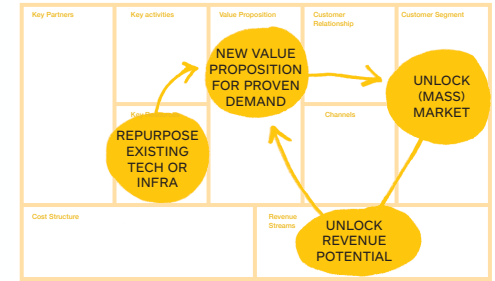 Key Partners
Key activities
Value Proposition
Customer
Relationship
Customer Segment
NEW VALUE
PROPOSITION
FOR PROVEN
DEMAND
UNLOCK
(MASS)
MARKET
Key
REPURPOSE
EXISTING
TECH OR
INFRA
Channels
Cost Structure
Revenue
Streams
UNLOCK
REVENUE
POTENTIAL